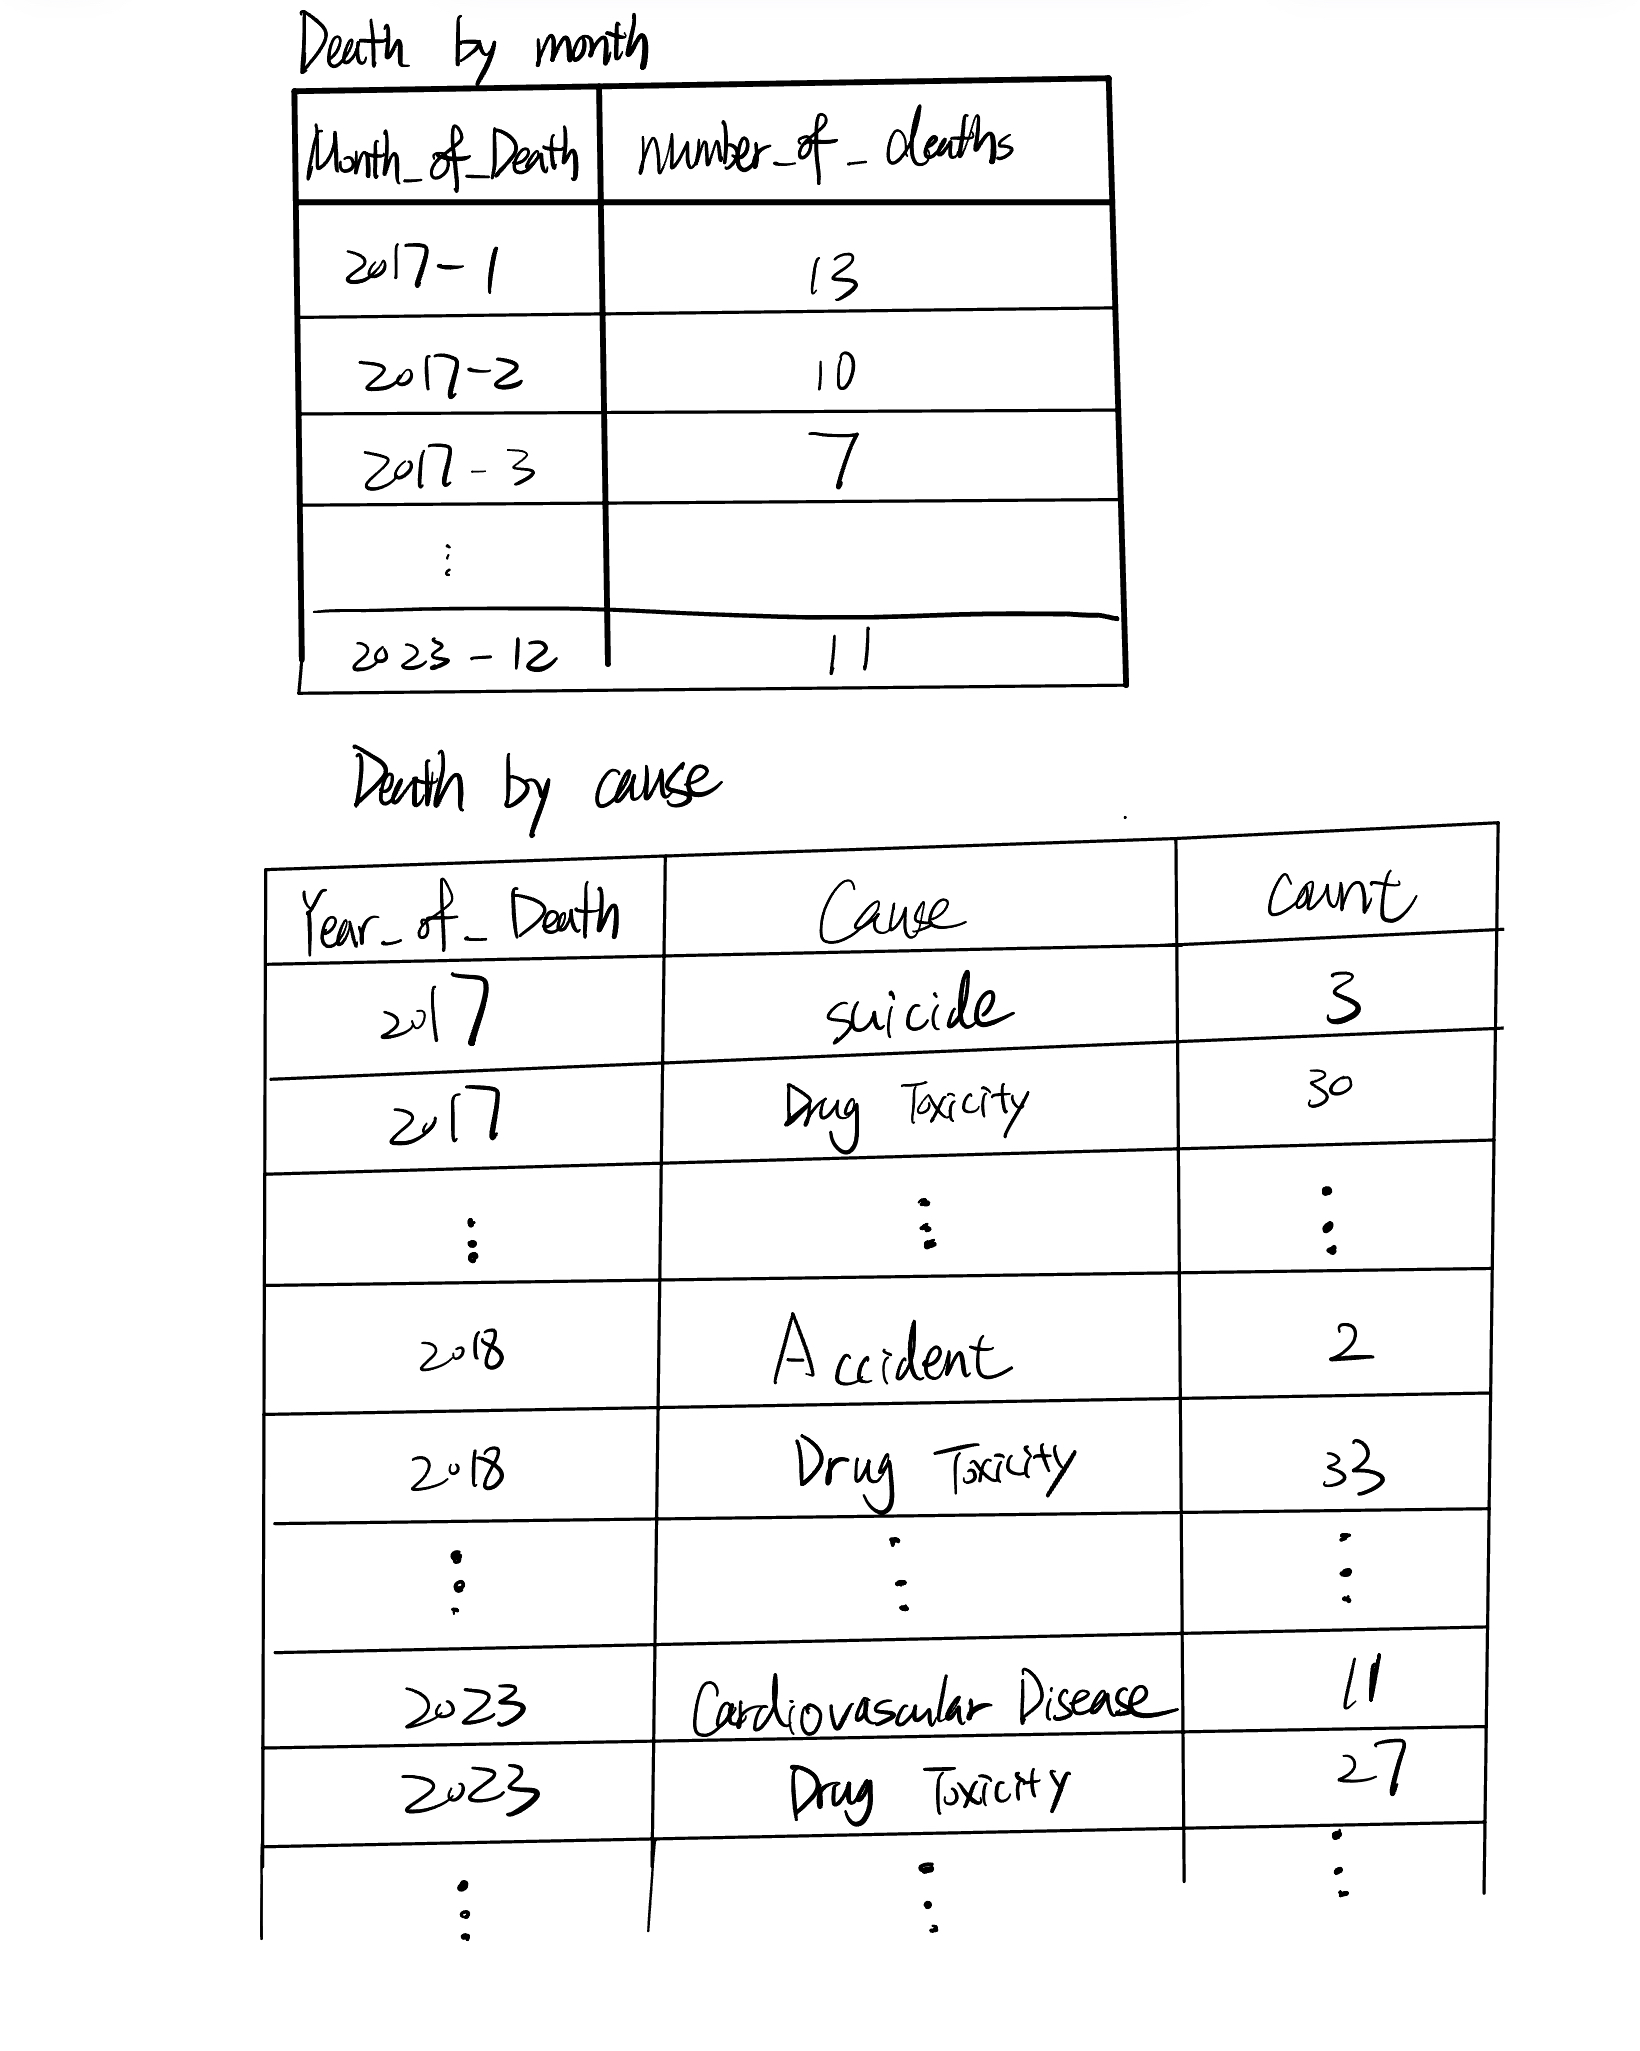 Death by month
Month_of_Death number_of_deaths
2017-1 13
2017-2 10
2017-3 7
⋮
2023-12 11
Death by cause
Year_of_Death Cause count
2017 suicide 3
2017 Drug Toxicity 30
⋮ ⋮ ⋮
2018 Accident 2
2018 Drug Toxicity 33
⋮ ⋮ ⋮
2023 Cardiovascular Disease 11
2023 Drug Toxicity 27
⋮ ⋮ ⋮